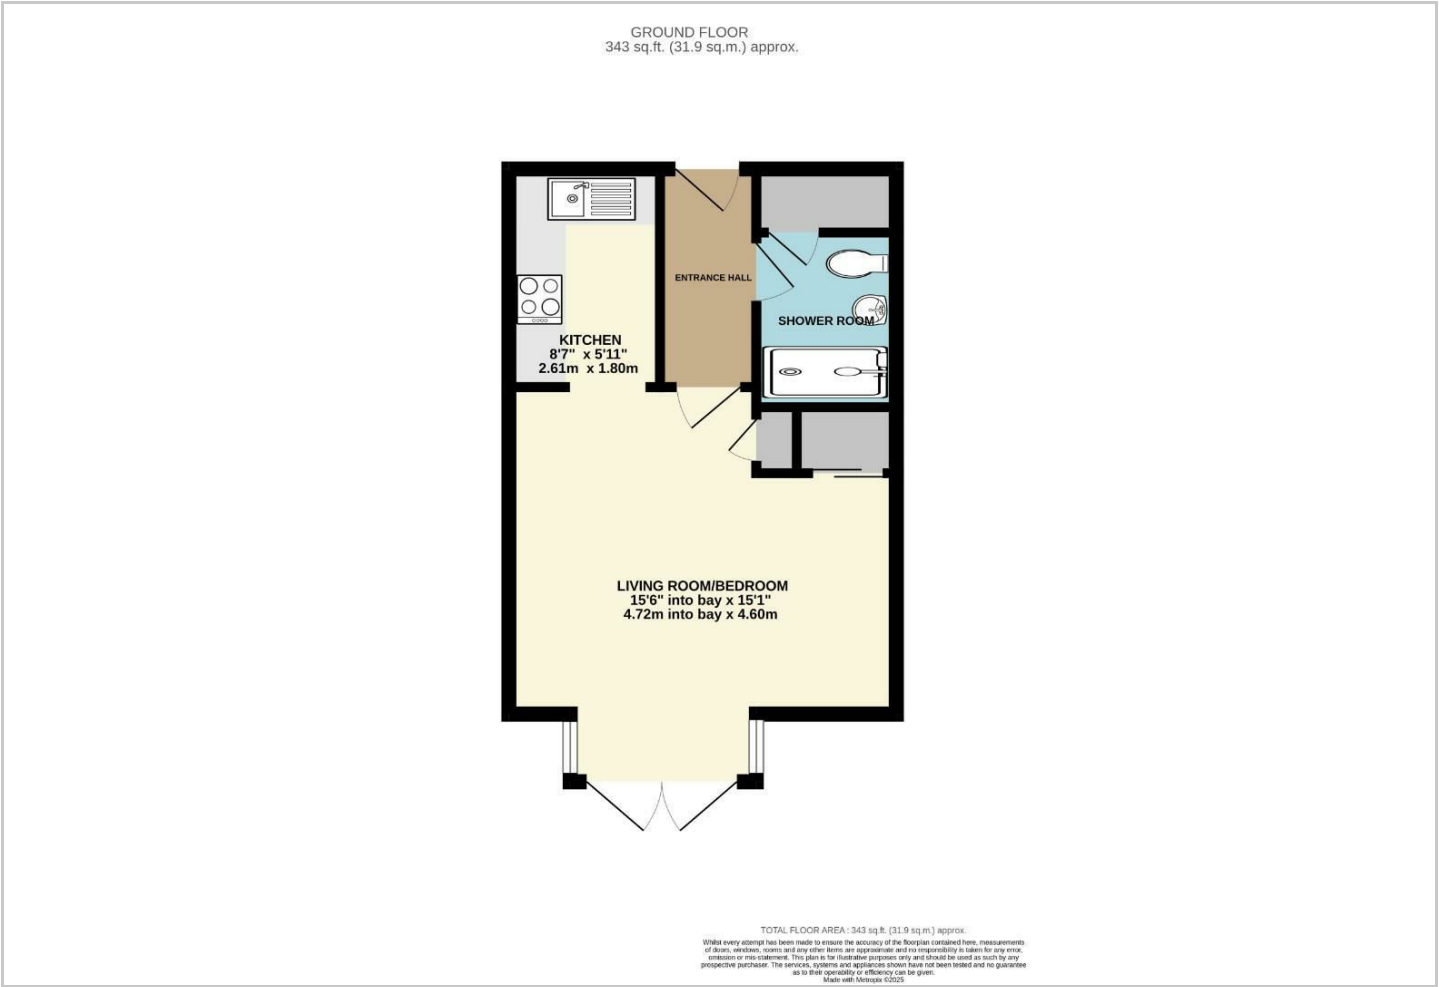 GROUND FLOOR
343 sq.ft. (31.9 sq.m.) approx.
ENTRANCE HALL
SHOWER ROOM
KITCHEN
8'7" x 5'11"
2.61m x 1.80m
LIVING ROOM/BEDROOM
15'6" into bay x 15'1"
4.72m into bay x 4.60m
TOTAL FLOOR AREA : 343 sq.ft. (31.9 sq.m.) approx.
Whilst every attempt has been made to ensure the accuracy of the floorplan contained here, measurements
of doors, windows, rooms and any other items are approximate and no responsibility is taken for any error,
omission or mis-statement. This plan is for illustrative purposes only and should be used as such by any
prospective purchaser. The services, systems and appliances shown have not been tested and no guarantee
as to their operability or efficiency can be given.
Made with Metropix ©2025